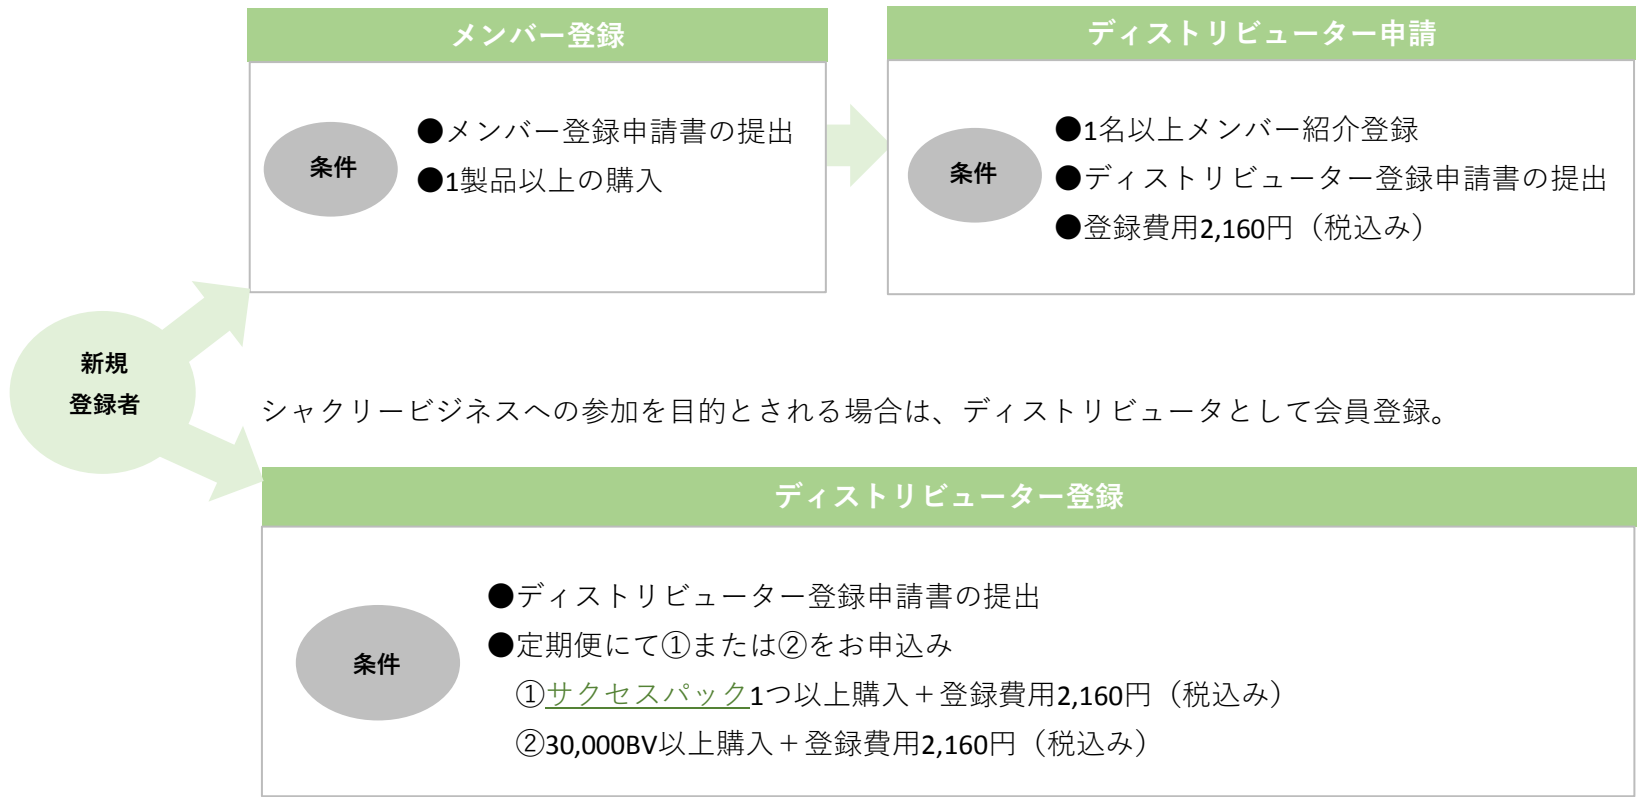 メンバー登録
条件
●メンバー登録申請書の提出
●1製品以上の購入
ディストリビューター申請
条件
●1名以上メンバー紹介登録
●ディストリビューター登録申請書の提出
●登録費用2,160円（税込み）
新規
登録者
シャクリービジネスへの参加を目的とされる場合は、ディストリビュータとして会員登録。
ディストリビューター登録
条件
●ディストリビューター登録申請書の提出
●定期便にて①または②をお申込み
①サクセスパック1つ以上購入＋登録費用2,160円（税込み）
②30,000BV以上購入＋登録費用2,160円（税込み）